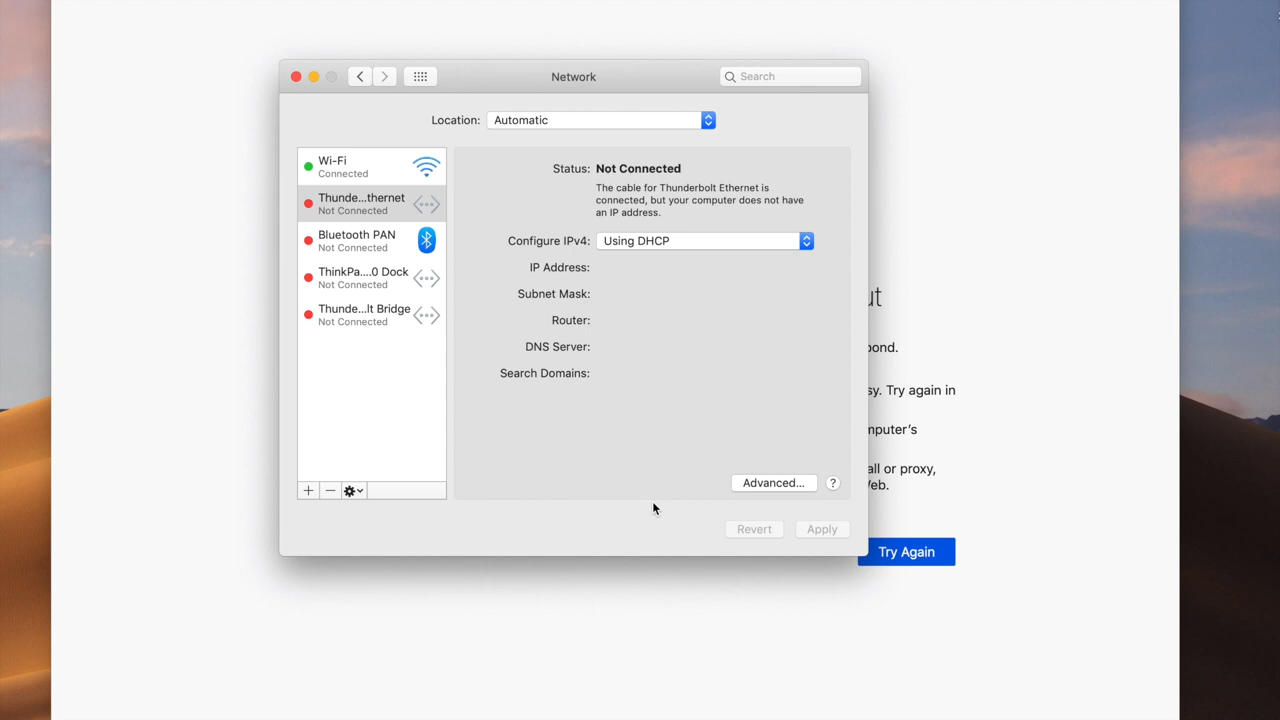 Network
Search
Location: Automatic
Wi-Fi
Connected
Thunde...thernet
Not Connected
Bluetooth PAN
Not Connected
ThinkPa....0 Dock
Not Connected
Thunde...lt Bridge
Not Connected
Status: Not Connected
The cable for Thunderbolt Ethernet is
connected, but your computer does not have
an IP address.
Configure IPv4: Using DHCP
IP Address:
Subnet Mask:
Router:
DNS Server:
Search Domains:
Advanced... ?
Revert Apply
ut
ond.
sy. Try again in
mputer's
all or proxy,
Web.
Try Again